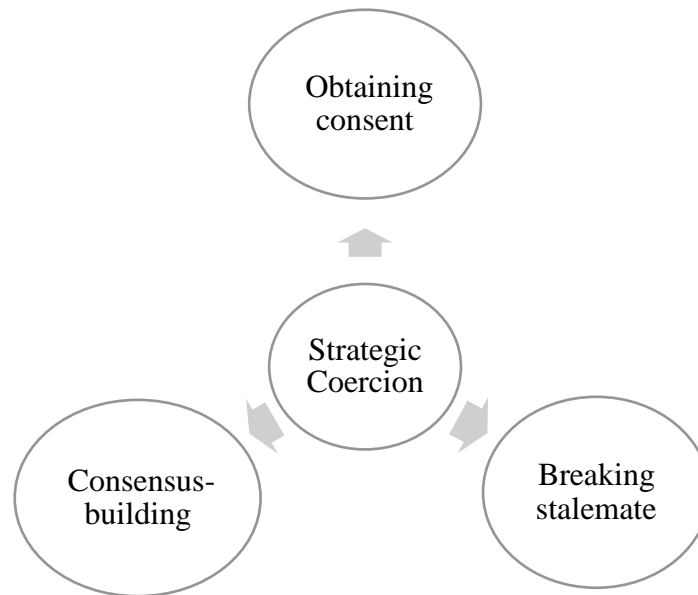 Obtaining
consent
Strategic
Coercion
Consensus-
building
Breaking
stalemate